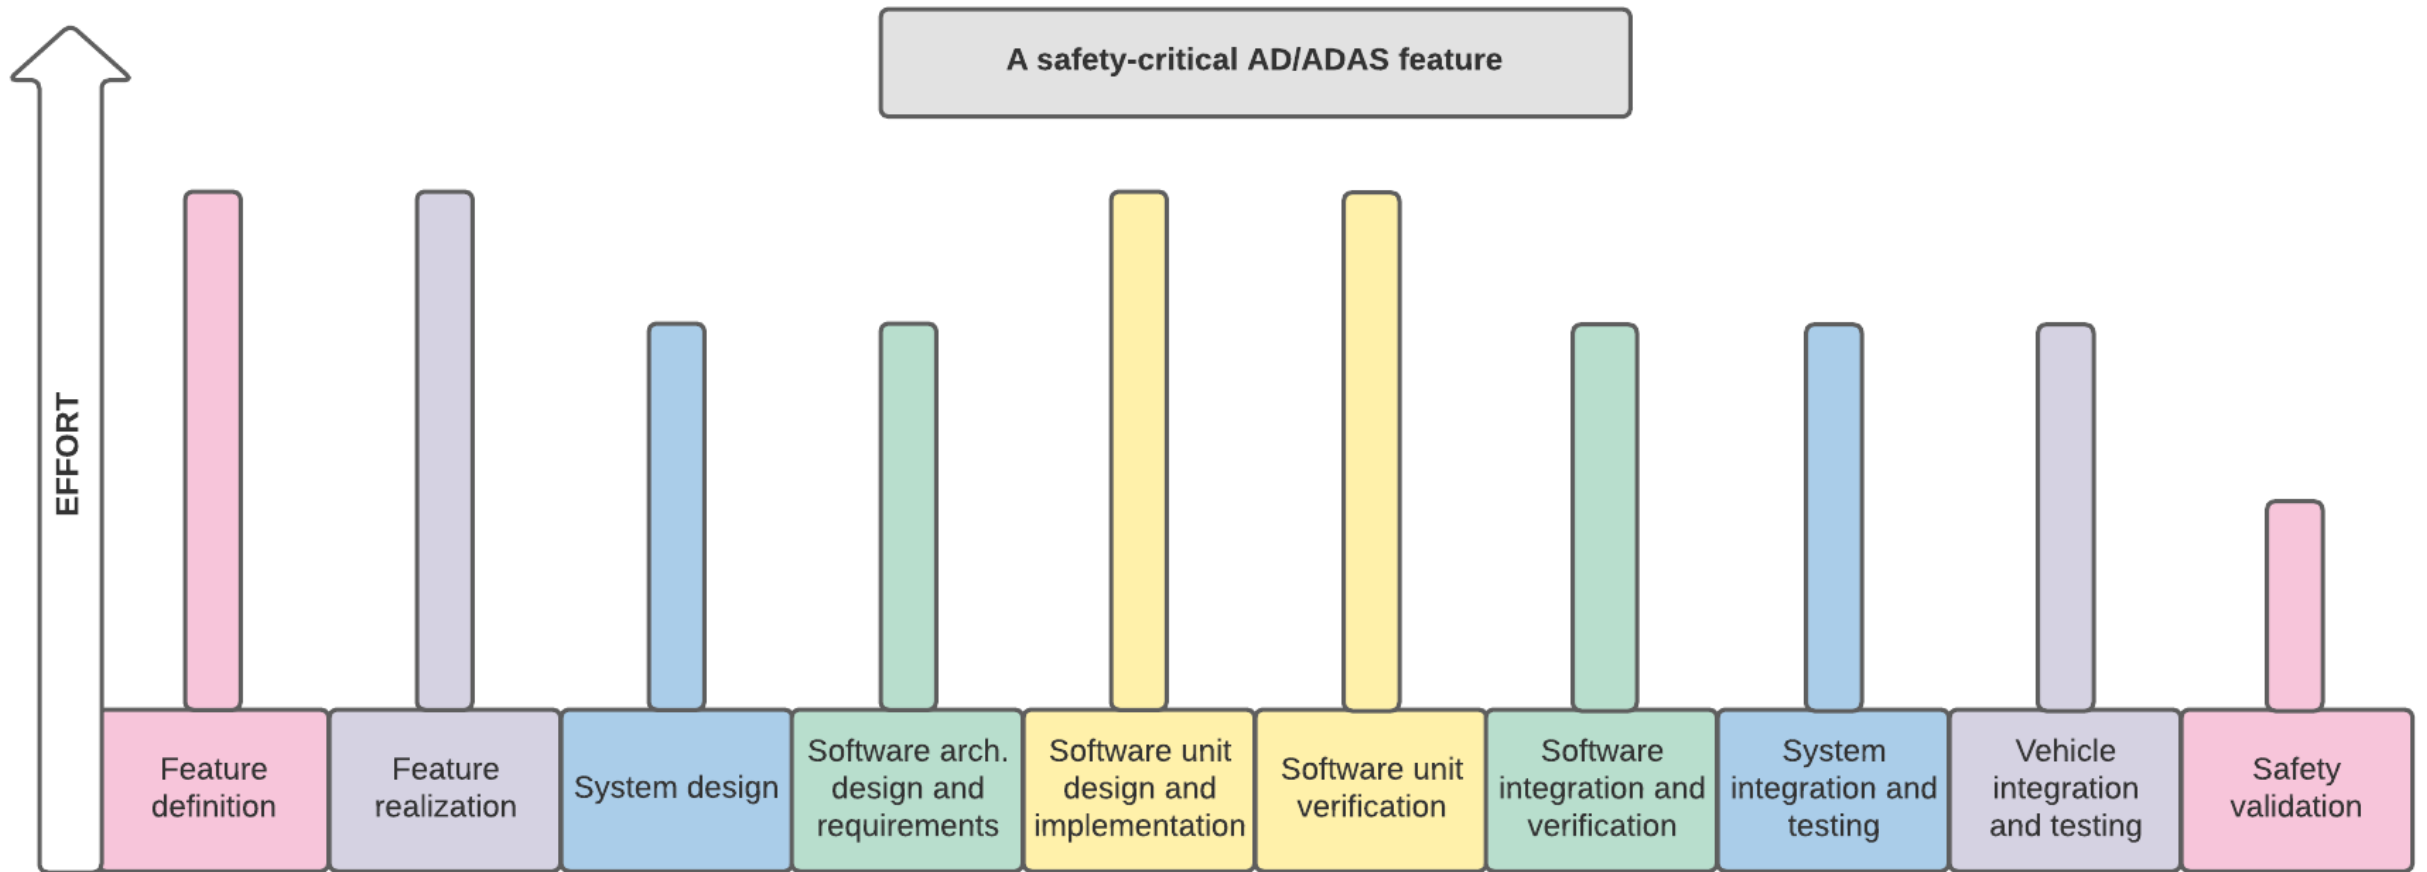 A safety-critical AD/ADAS feature
EFFORT
Feature
definition
Feature
realization
System design
Software arch.
design and
requirements
Software unit
design and
implementation
Software unit
verification
Software
integration and
verification
System
integration and
testing
Vehicle
integration
and testing
Safety
validation